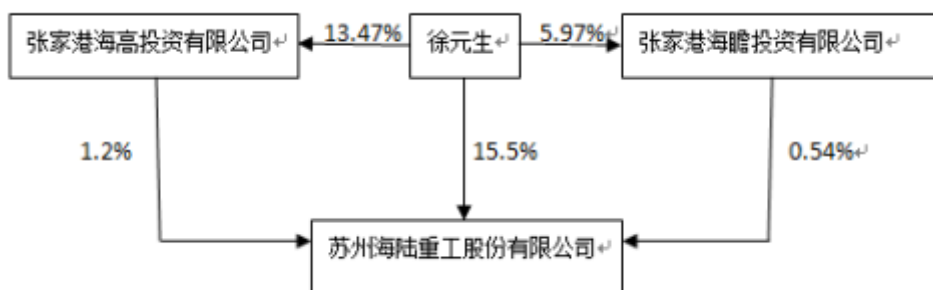 张家港海高投资有限公司↵
13.47%
徐元生↵
5.97%↵
张家港海瞻投资有限公司↵
1.2%
15.5%
0.54%↵
苏州海陆重工股份有限公司↵